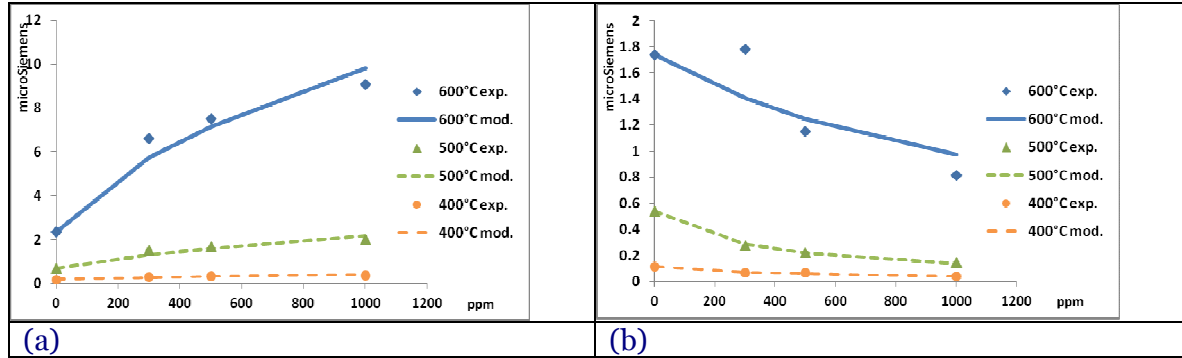 12
10
8
6
4
2
0
microSiemens
0 200 400 600 800 1000 1200 ppm
600°C exp.
600°C mod.
500°C exp.
500°C mod.
400°C exp.
400°C mod.
2
1.8
1.6
1.4
1.2
1
0.8
0.6
0.4
0.2
0
microSiemens
0 200 400 600 800 1000 1200 ppm
600°C exp.
600°C mod.
500°C exp.
500°C mod.
400°C exp.
400°C mod.
(a)
(b)